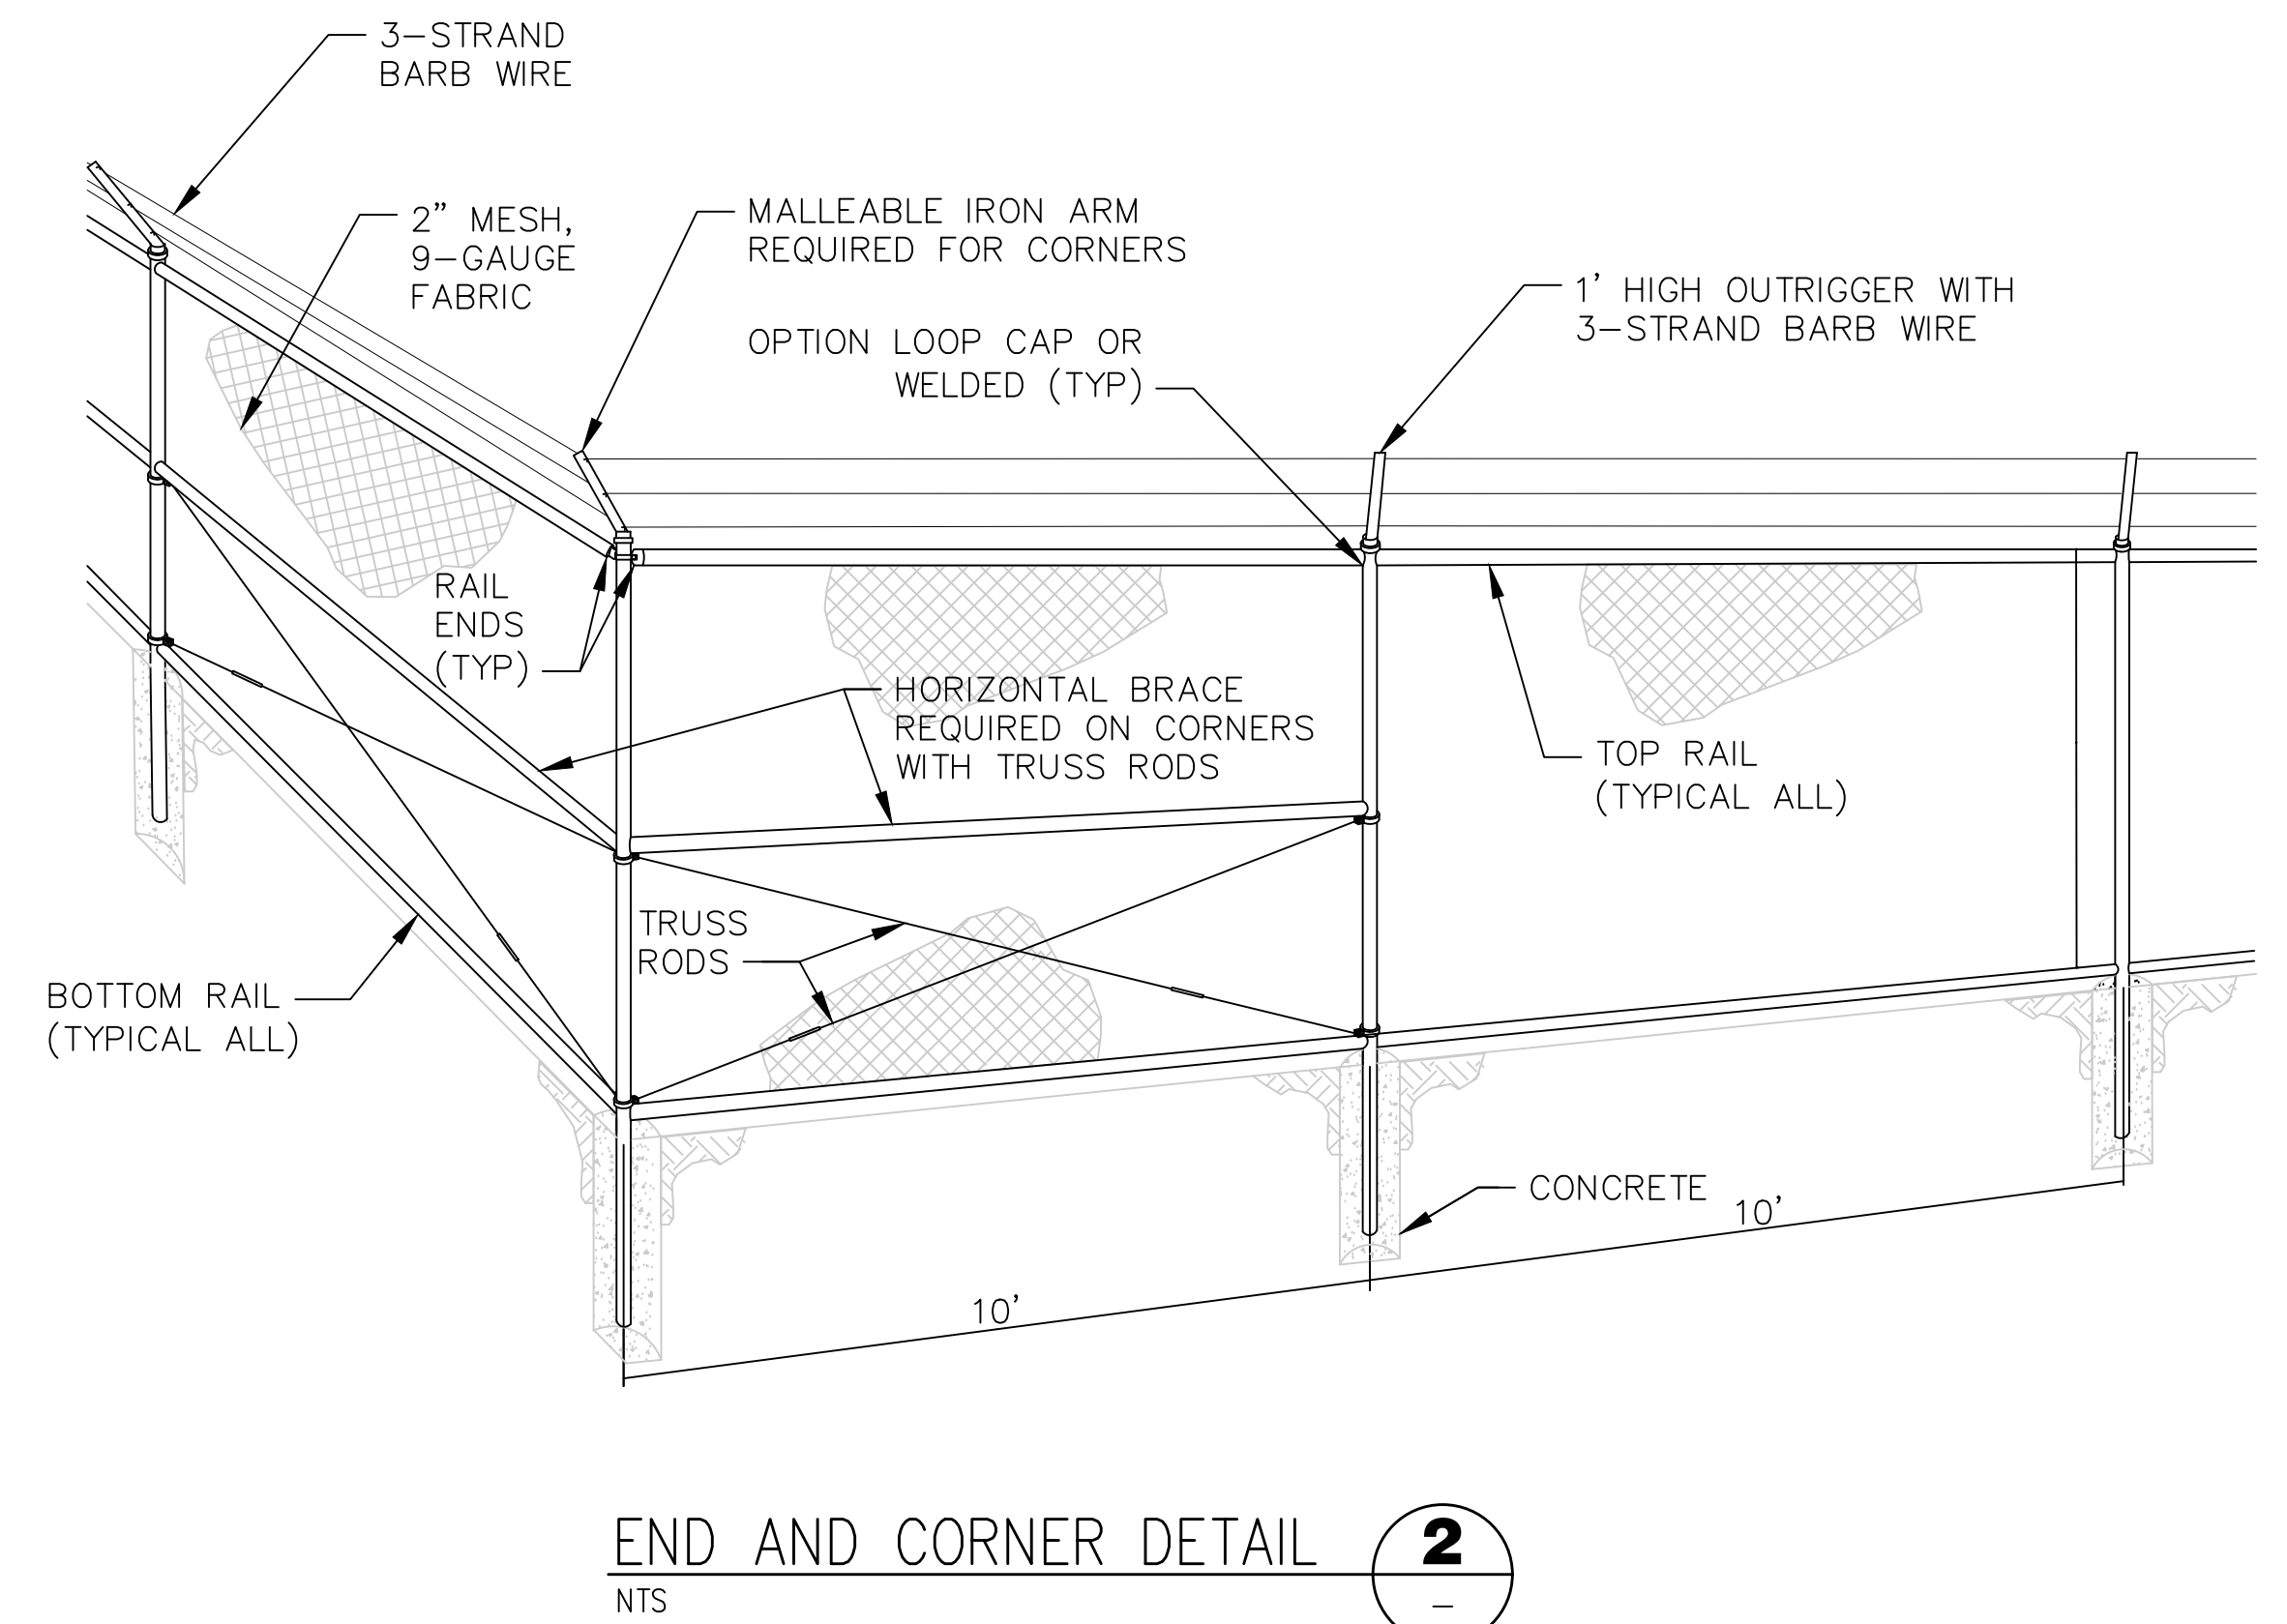 3-STRAND
BARB WIRE
2" MESH,
9-GAUGE
FABRIC
MALLEABLE IRON ARM
REQUIRED FOR CORNERS
1' HIGH OUTRIGGER WITH
3-STRAND BARB WIRE
OPTION LOOP CAP OR
WELDED (TYP)
RAIL
ENDS
(TYP)
HORIZONTAL BRACE
REQUIRED ON CORNERS
WITH TRUSS RODS
TOP RAIL
(TYPICAL ALL)
TRUSS
RODS
BOTTOM RAIL
(TYPICAL ALL)
CONCRETE
10'
10'
END AND CORNER DETAIL
2
NTS
-